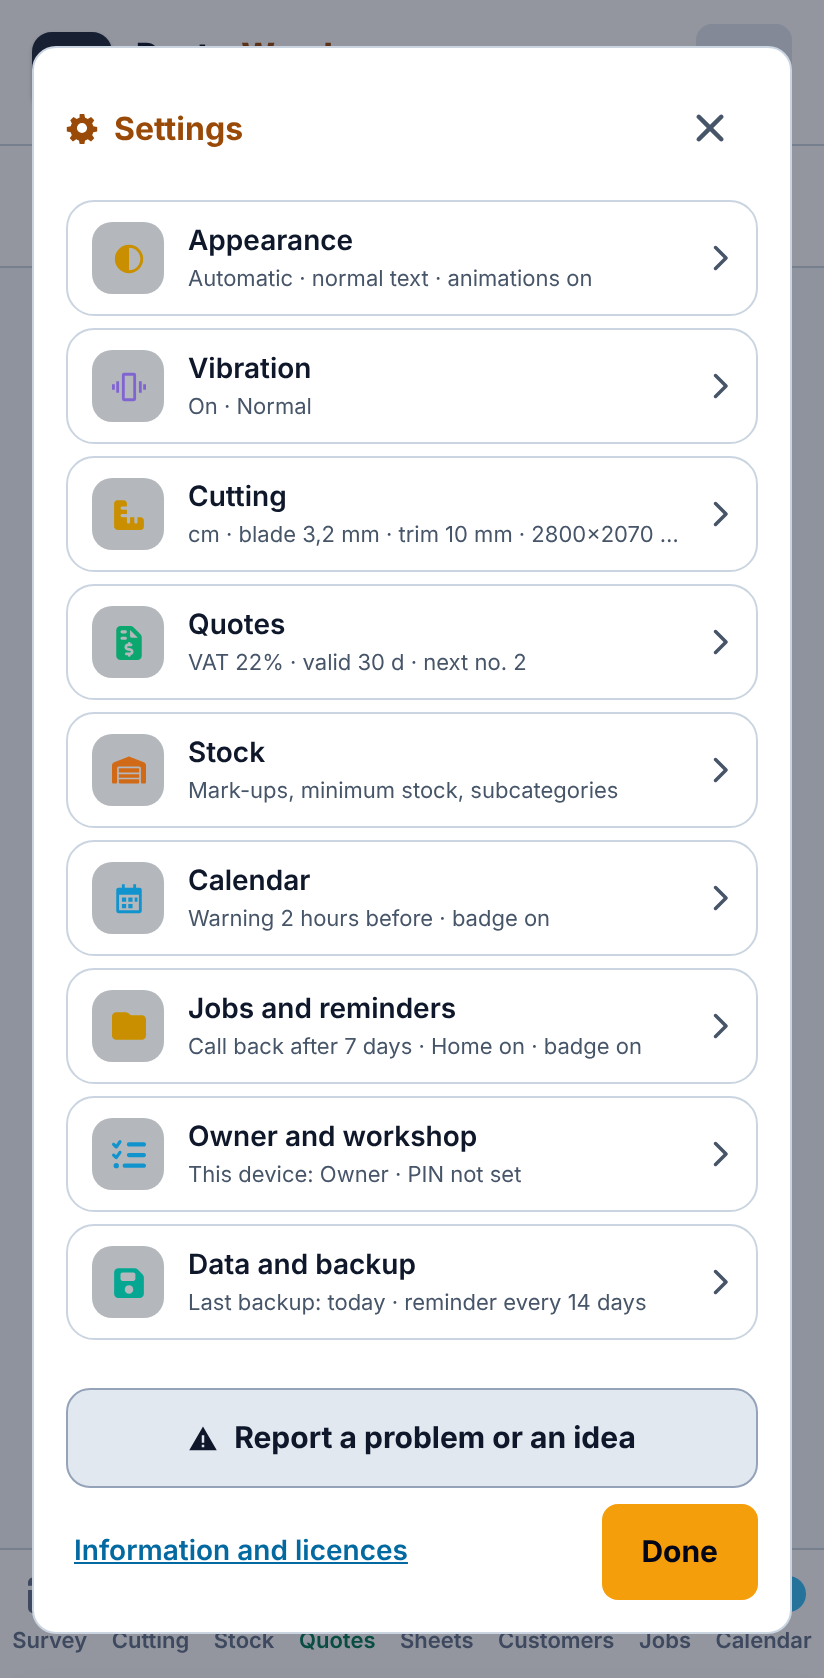 Settings
Appearance
Automatic · normal text · animations on
Vibration
On · Normal
Cutting
cm · blade 3,2 mm · trim 10 mm · 2800×2070 ...
Quotes
VAT 22% · valid 30 d · next no. 2
Stock
Mark-ups, minimum stock, subcategories
Calendar
Warning 2 hours before · badge on
Jobs and reminders
Call back after 7 days · Home on · badge on
Owner and workshop
This device: Owner · PIN not set
Data and backup
Last backup: today · reminder every 14 days
Report a problem or an idea
Information and licences
Done
Survey Cutting Stock Quotes Sheets Customers Jobs Calendar